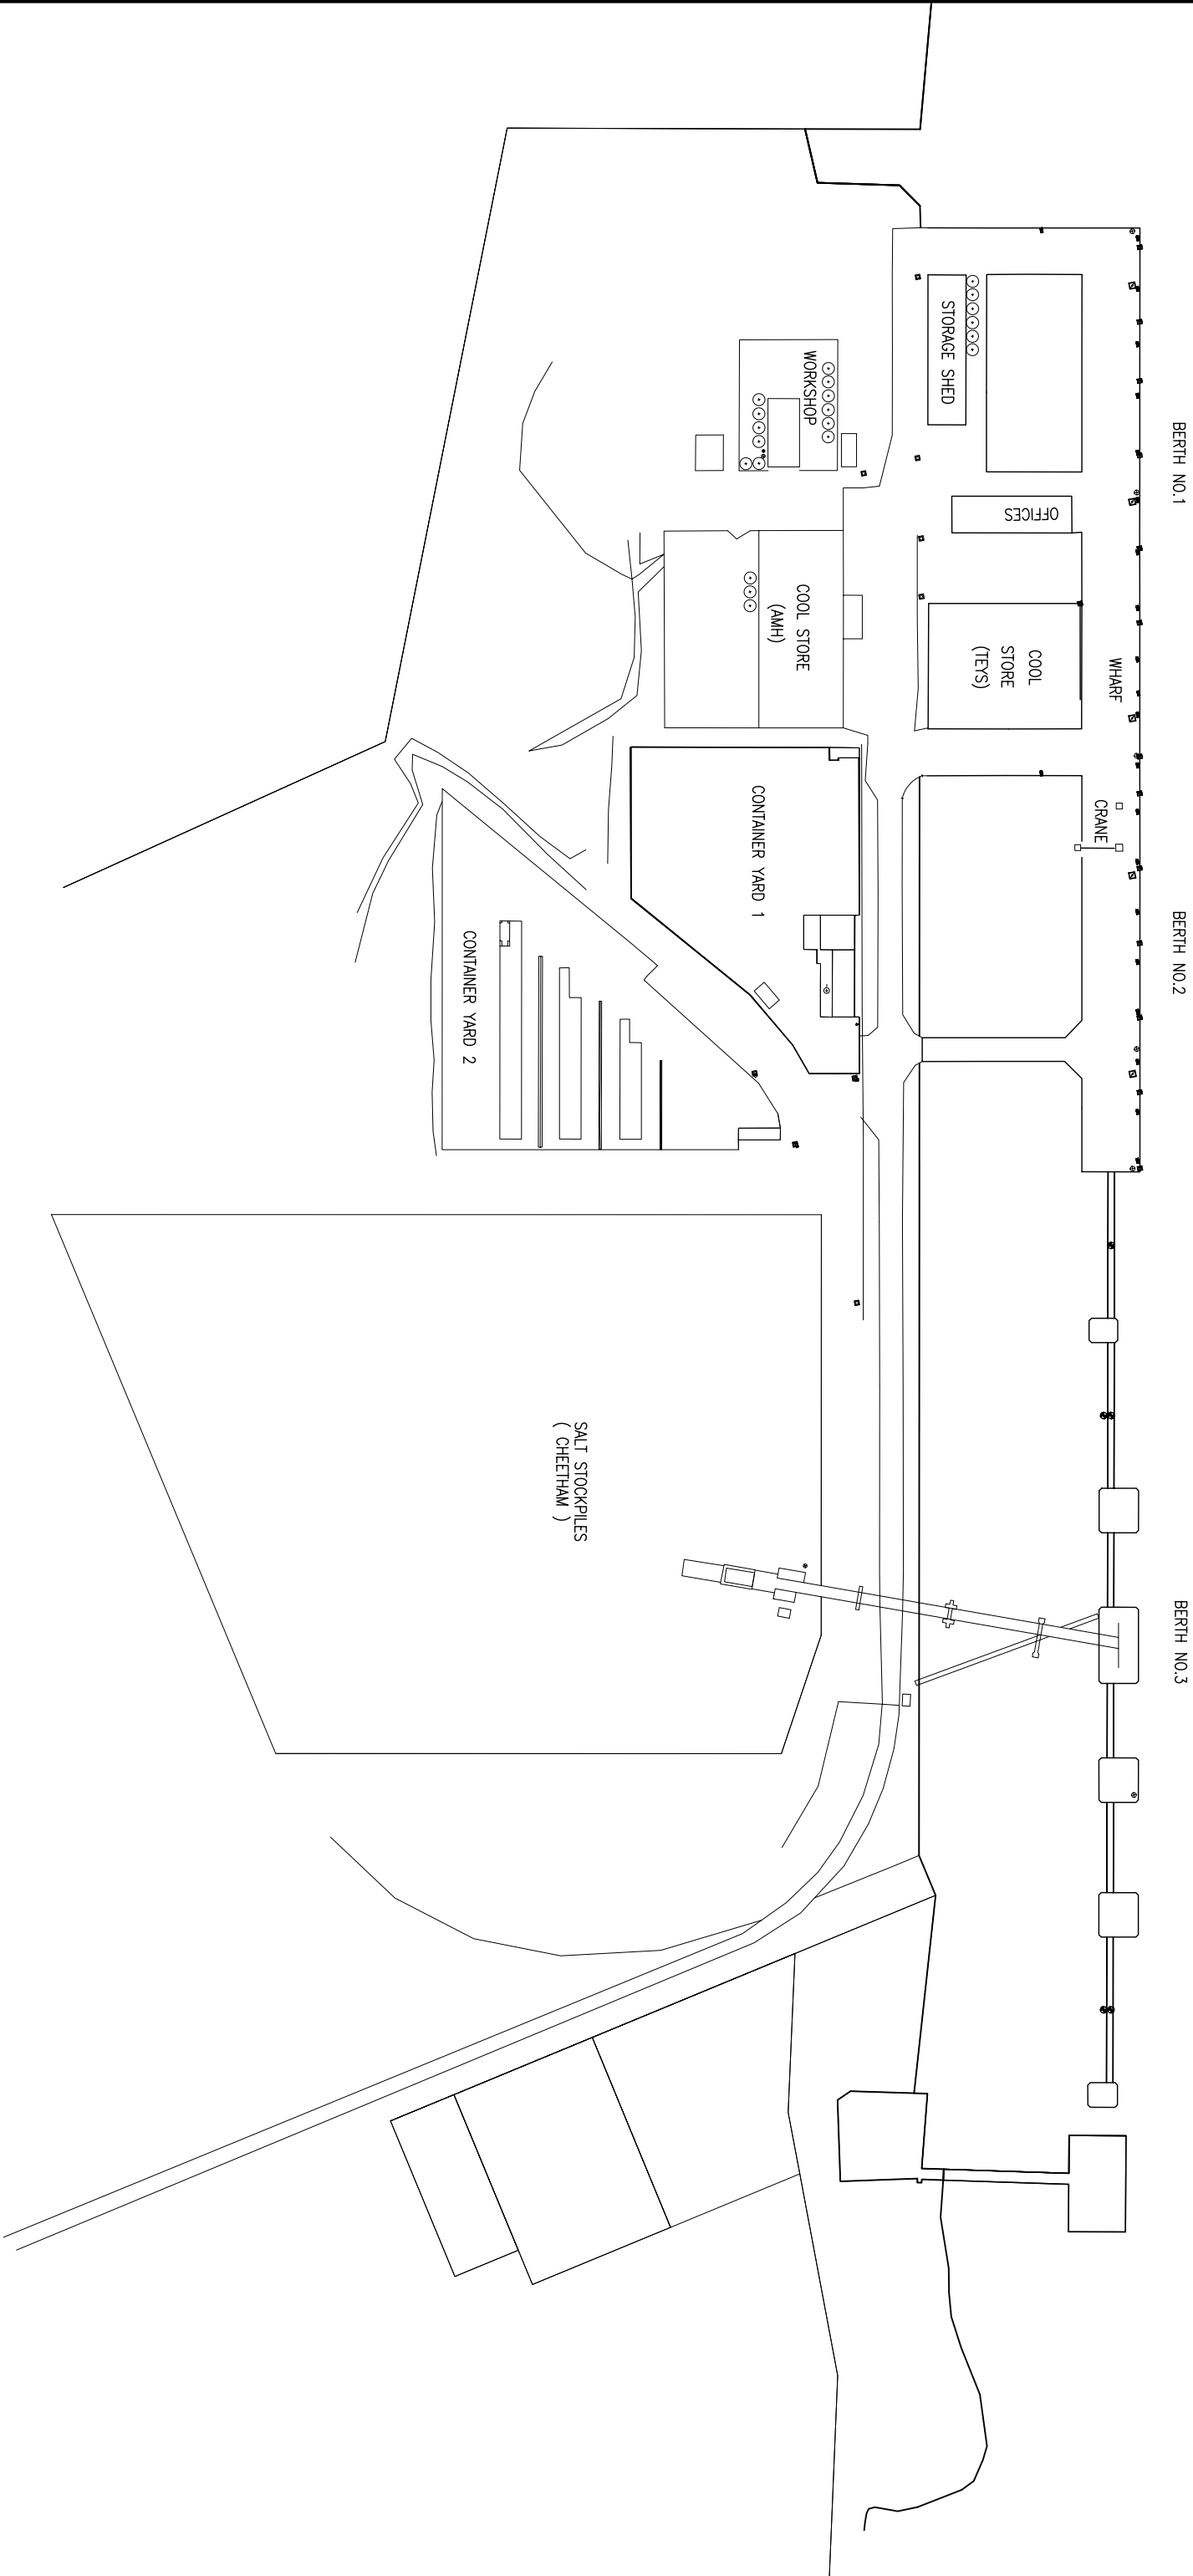 BERTH NO.1
BERTH NO.2
BERTH NO.3
WHARF
CRANE
STORAGE SHED
OFFICES
COOL
STORE
(TEYS)
WORKSHOP
COOL STORE
(AMH)
CONTAINER YARD 1
CONTAINER YARD 2
SALT STOCKPILES
( CHEETHAM )